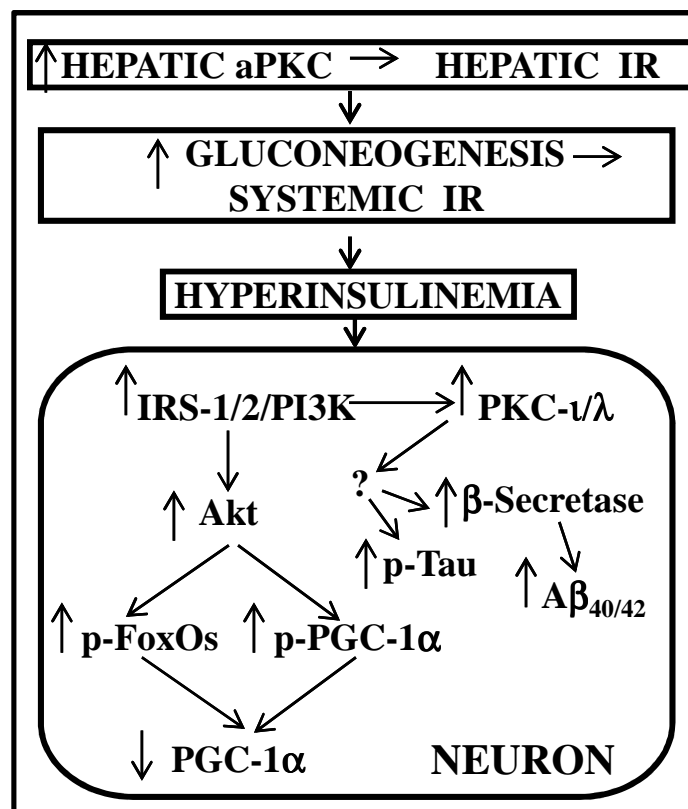 ↑ HEPATIC aPKC → HEPATIC IR
↑ GLUCONEOGENESIS →
SYSTEMIC IR
HYPERINSULINEMIA
↑ IRS-1/2/PI3K → ↑ PKC-ι/λ
?
↑ Akt
↑ β-Secretase
↑ p-Tau
↑ Aβ40/42
↑ p-FoxOs ↑ p-PGC-1α
↓ PGC-1α NEURON